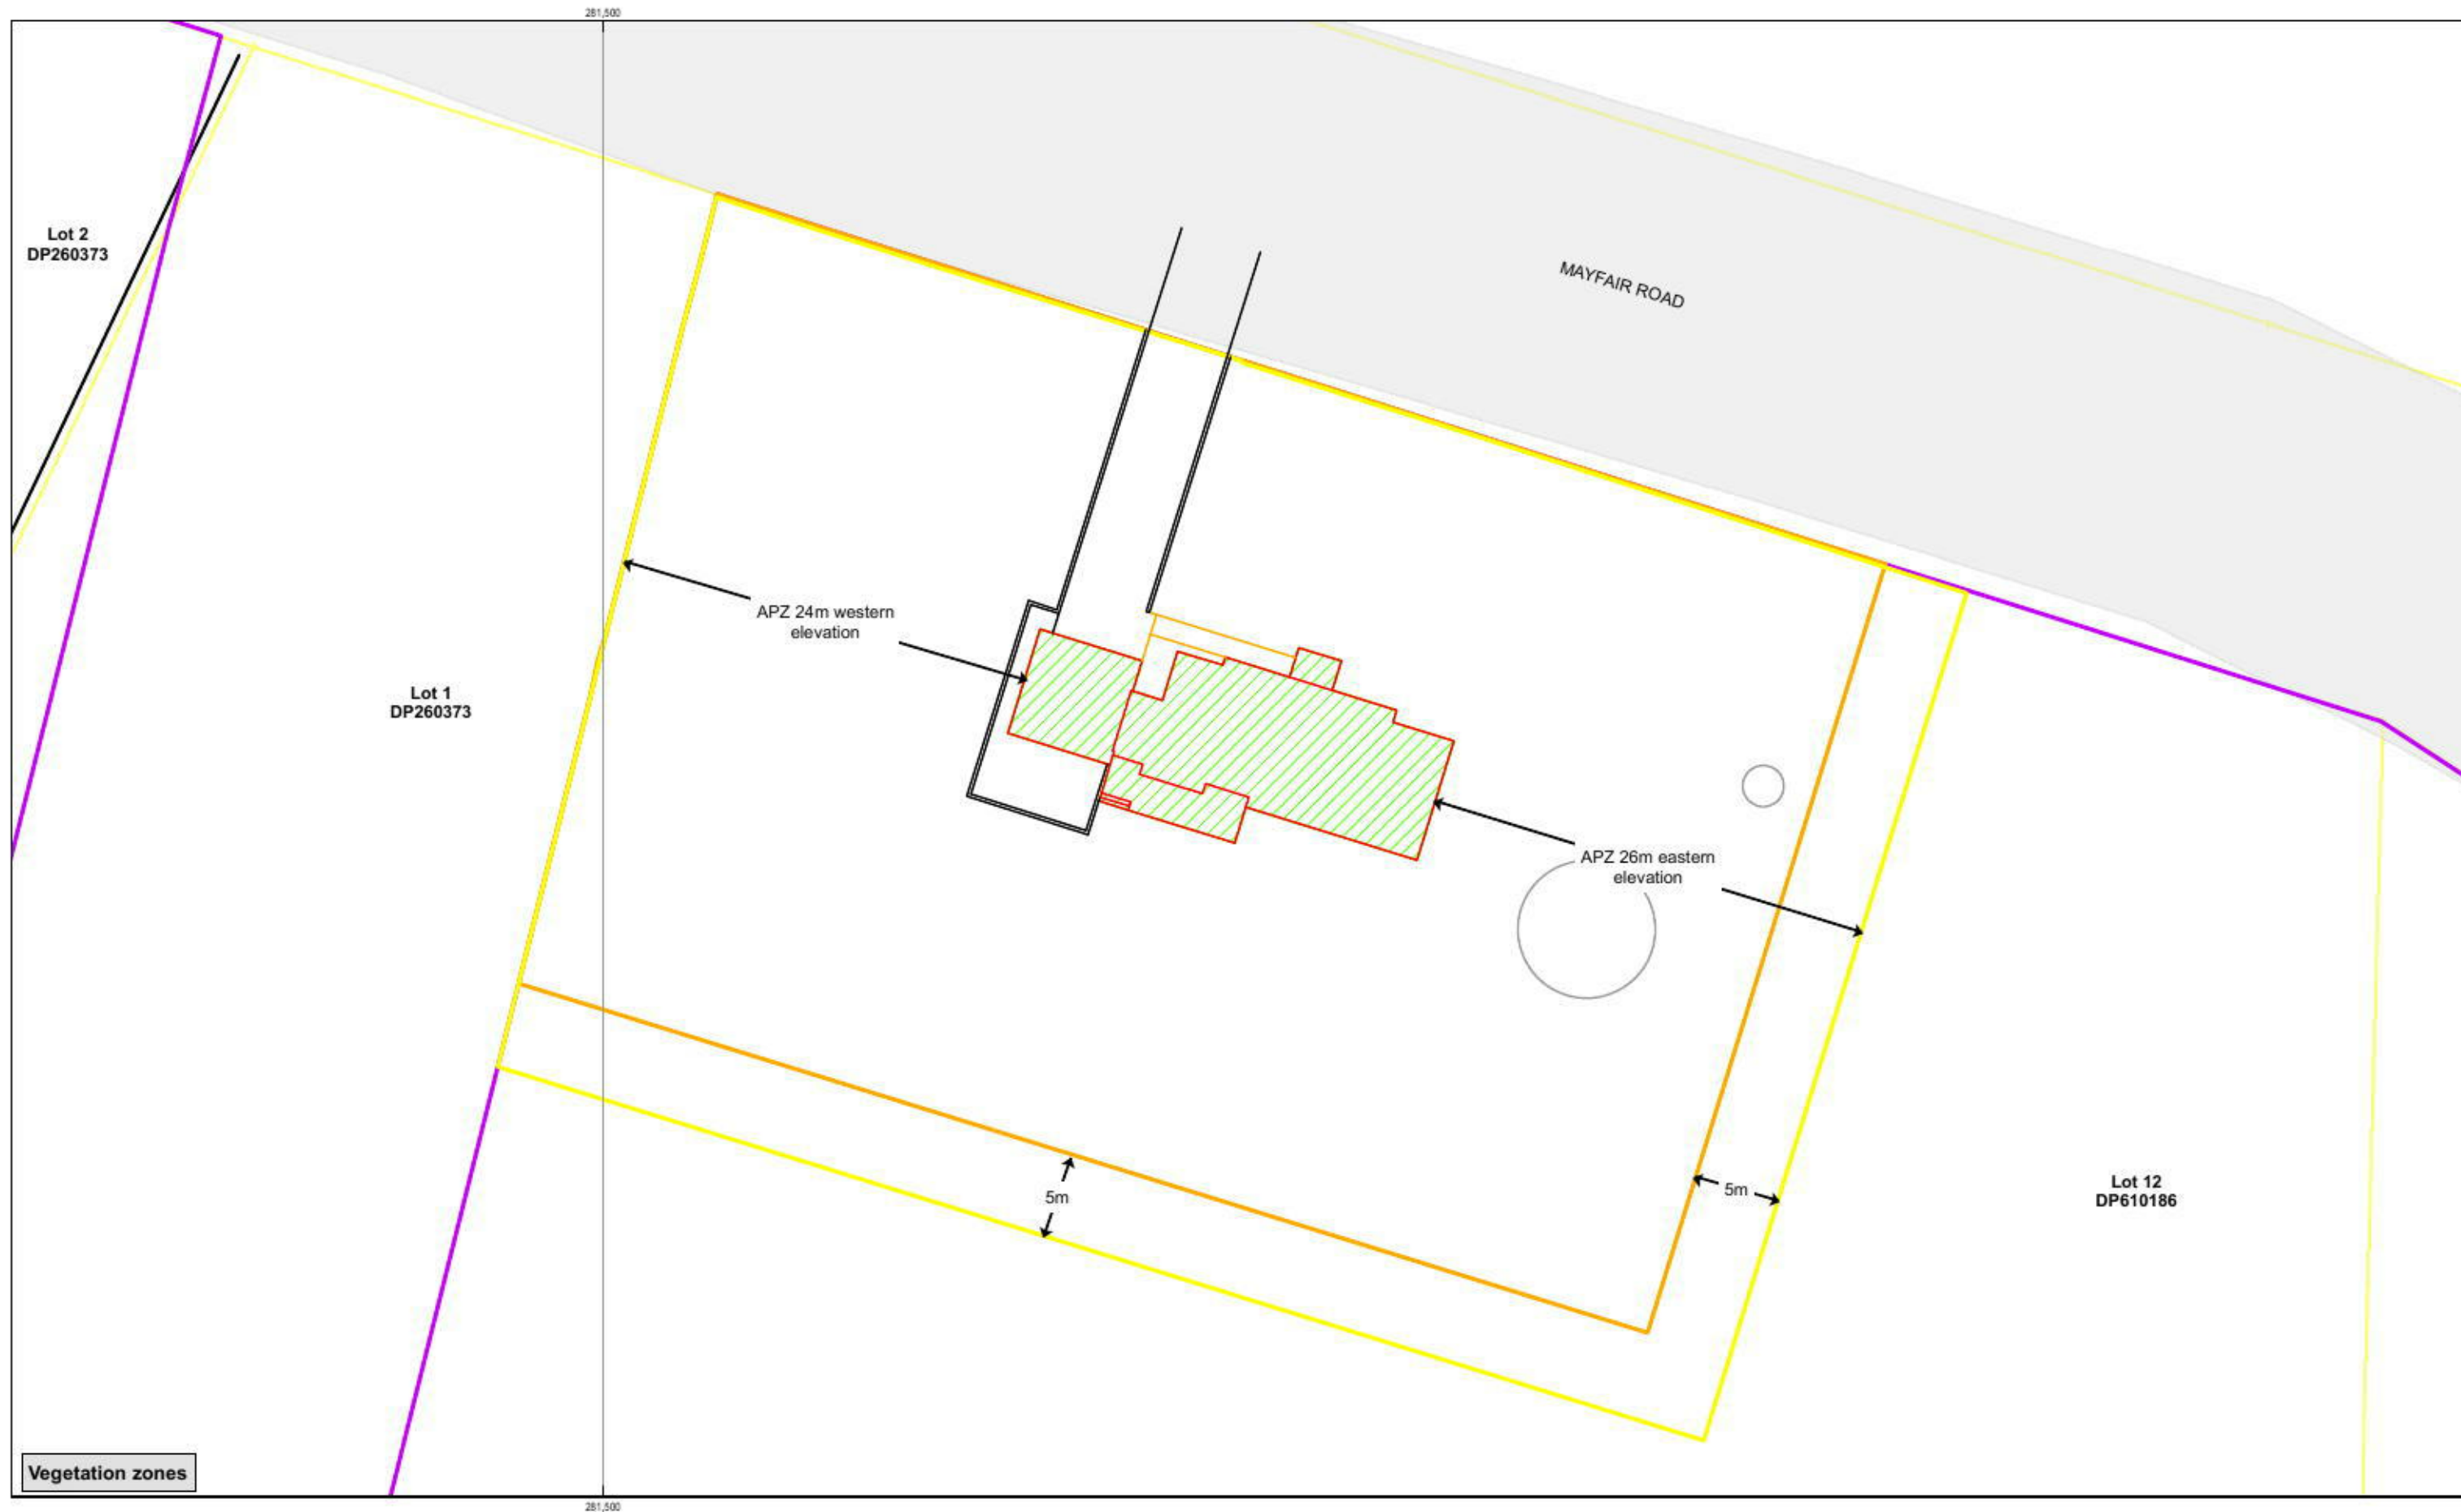 281,500
Lot 2
DP260373
MAYFAIR ROAD
APZ 24m western
elevation
Lot 1
DP260373
APZ 26m eastern
elevation
5m
5m
Lot 12
DP610186
Vegetation zones
281,500